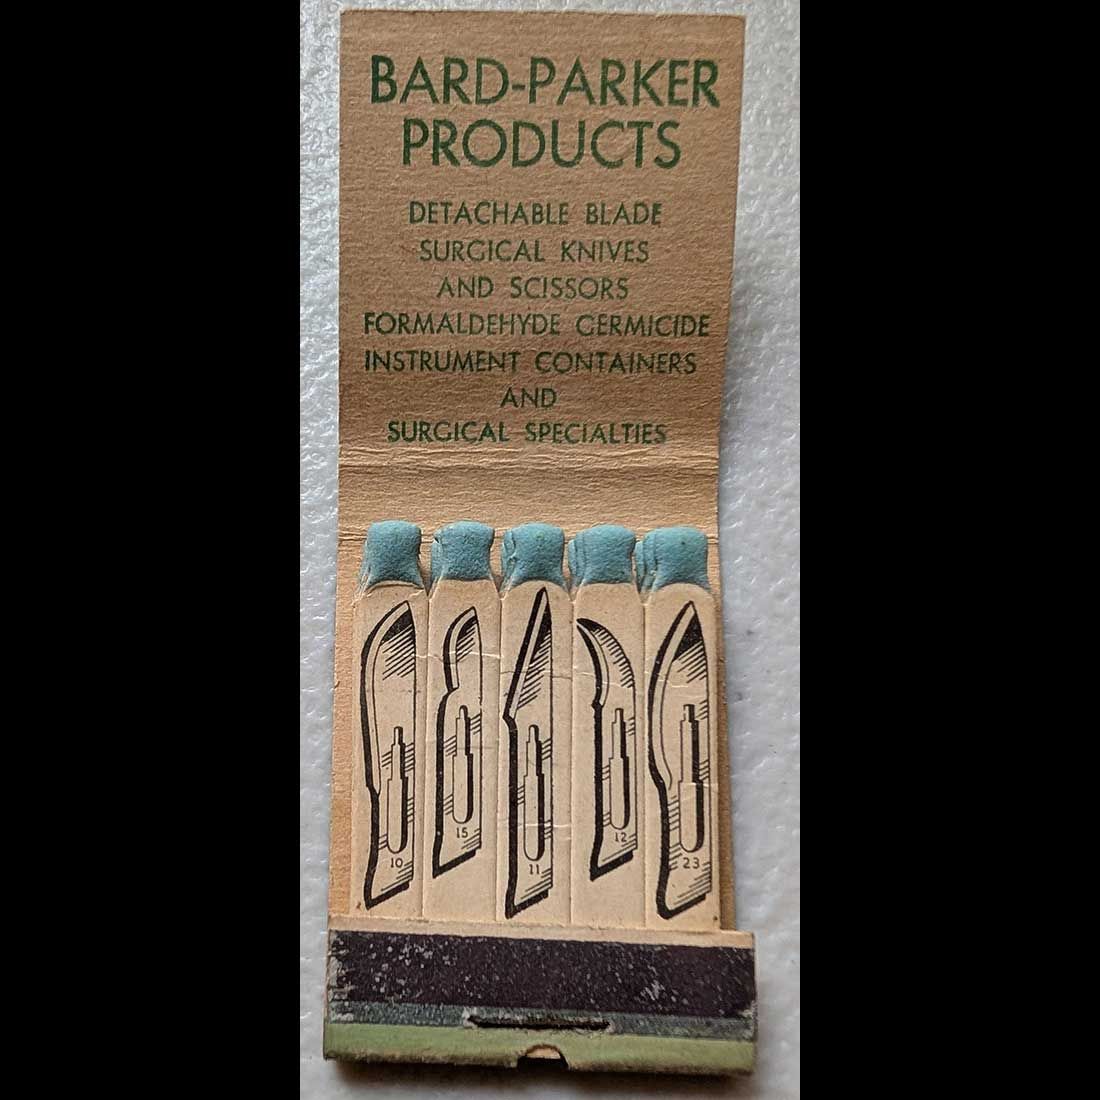 BARD-PARKER
PRODUCTS
DETACHABLE BLADE
SURGICAL KNIVES
AND SCISSORS
FORMALDEHYDE GERMICIDE
INSTRUMENT CONTAINERS
AND
SURGICAL SPECIALTIES
10 15 11 12 23